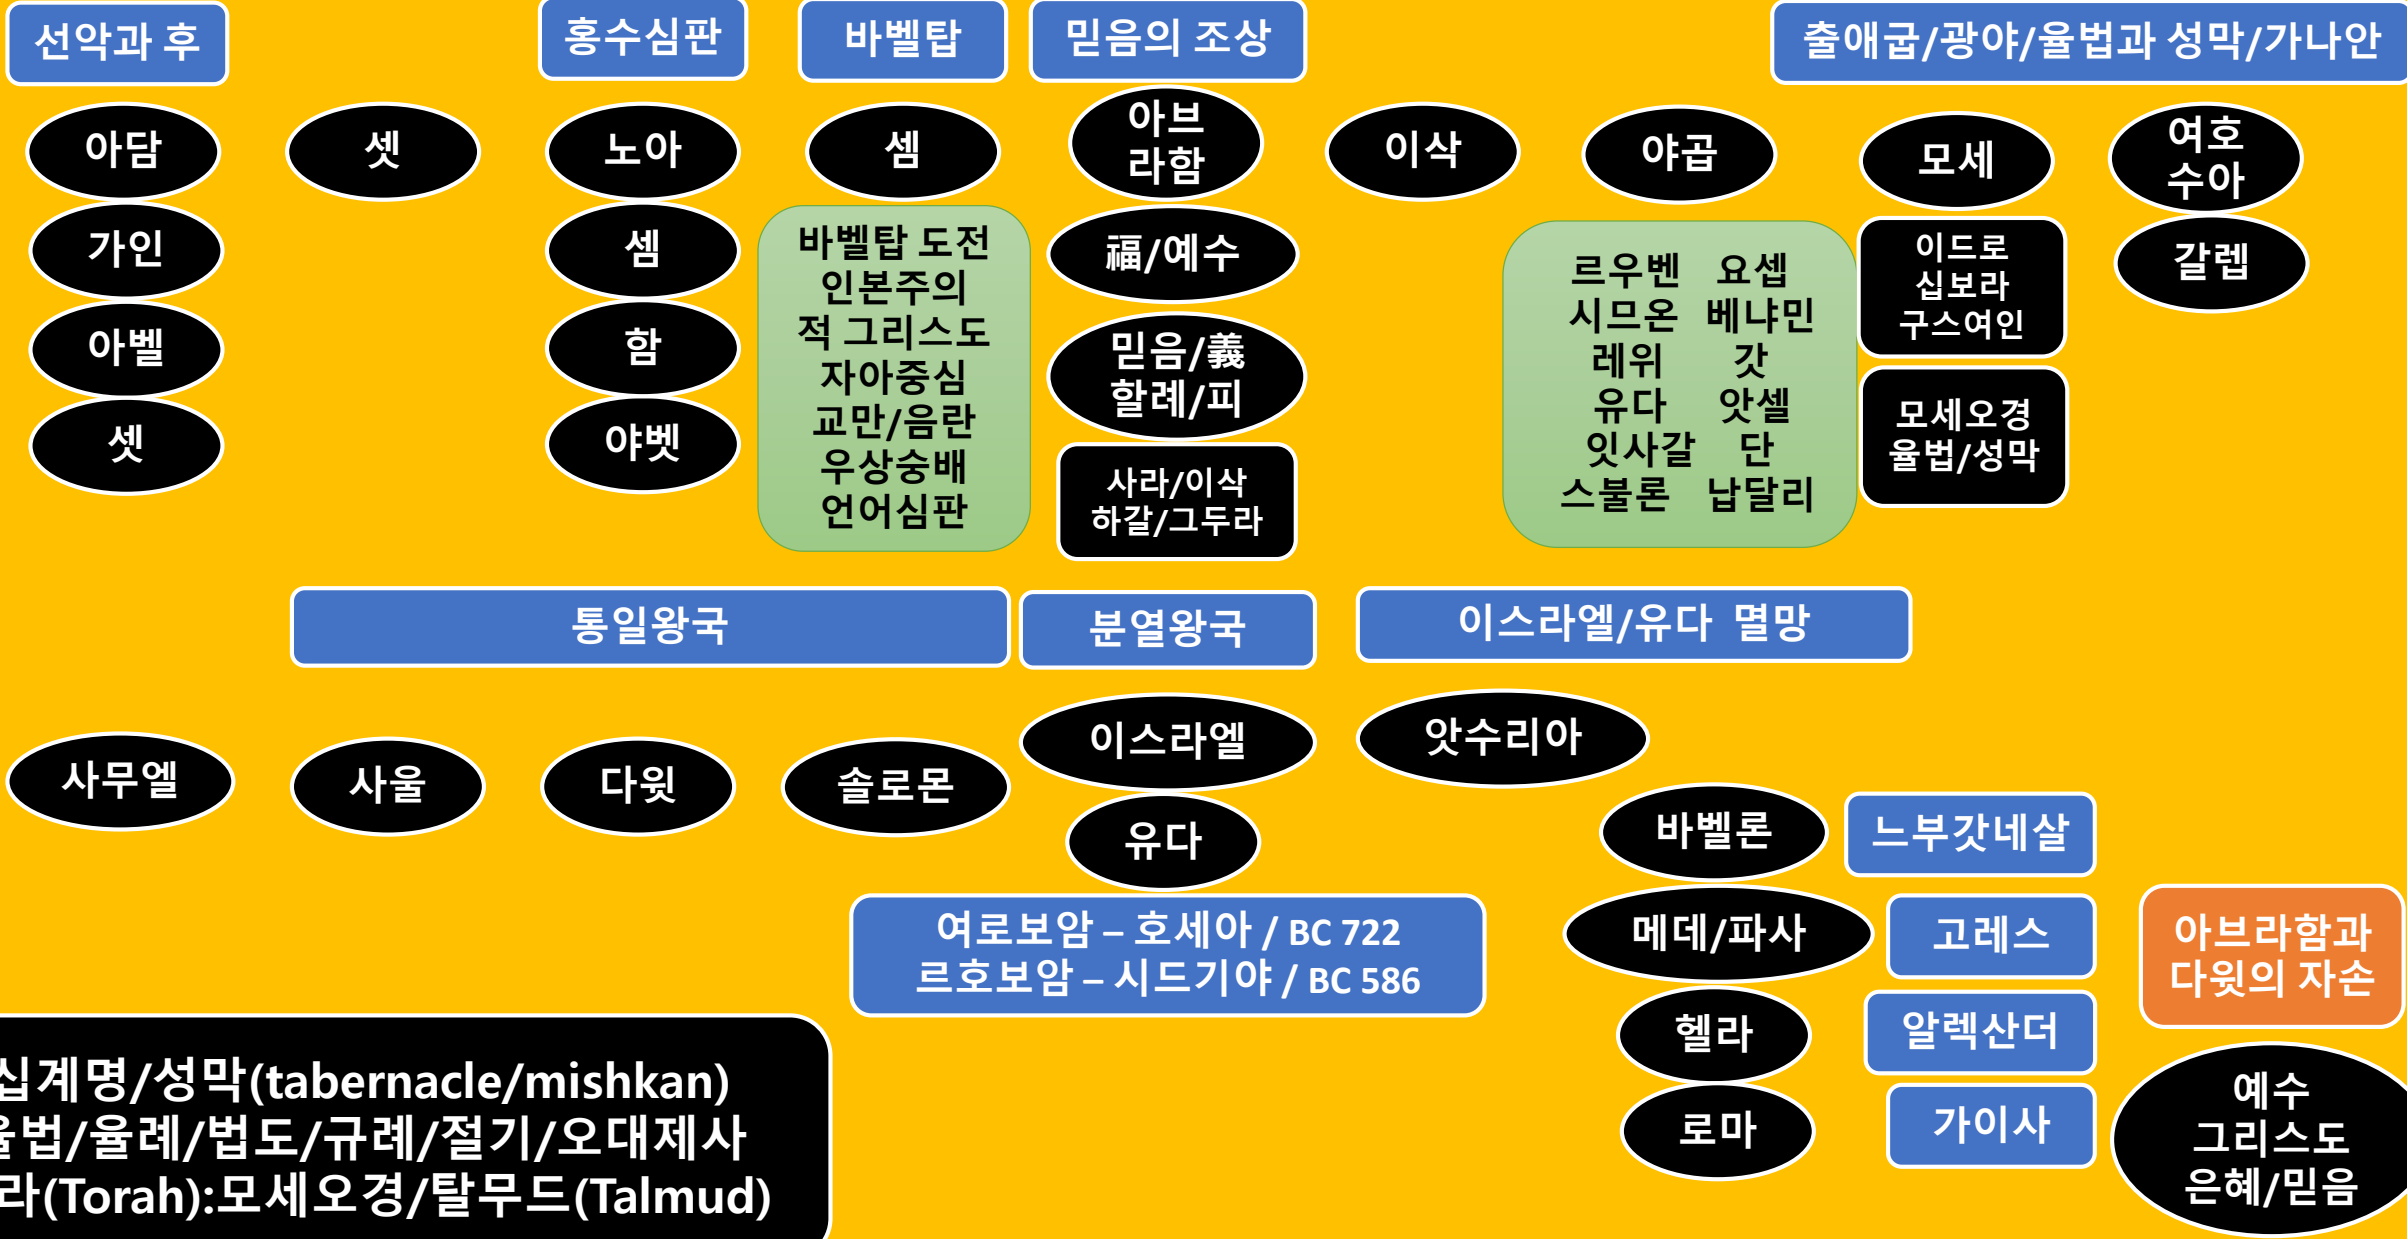 선악과 후
홍수심판
바벨탑
믿음의 조상
출애굽/광야/율법과 성막/가나안
아담
셋
노아
셈
아브
라함
이삭
야곱
모세
여호
수아
가인
아벨
셋
셈
함
야벳
바벨탑 도전
인본주의
적 그리스도
자아중심
교만/음란
우상숭배
언어심판
福/예수
믿음/義
할례/피
사라/이삭
하갈/그두라
르우벤 요셉
시므온 베냐민
레위 갓
유다 앗셀
잇사갈 단
스불론 납달리
이드로
십보라
구스여인
모세오경
율법/성막
갈렙
통일왕국
분열왕국
이스라엘/유다 멸망
사무엘
사울
다윗
솔로몬
이스라엘
유다
앗수리아
여로보암 – 호세아 / BC 722
르호보암 – 시드기야 / BC 586
바벨론
느부갓네살
메데/파사
고레스
헬라
알렉산더
로마
가이사
아브라함과
다윗의 자손
예수
그리스도
은혜/믿음
십계명/성막(tabernacle/mishkan)
율법/율례/법도/규례/절기/오대제사
라(Torah):모세오경/탈무드(Talmud)